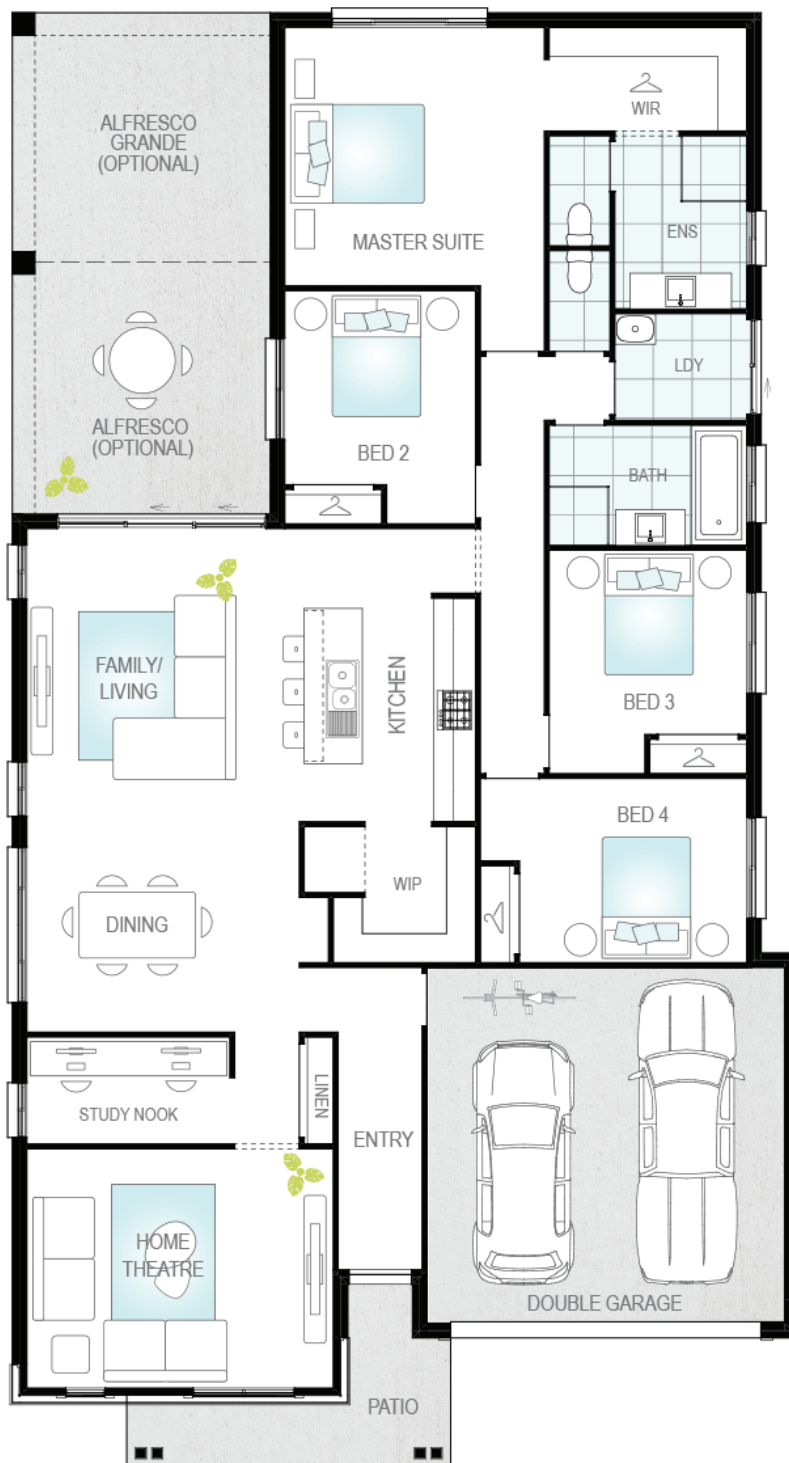 ALFRESCO
GRANDE
(OPTIONAL)
WIR
MASTER SUITE
ENS
ALFRESCO
(OPTIONAL)
BED 2
LDY
BATH
FAMILY/
LIVING
KITCHEN
BED 3
BED 4
WIP
DINING
STUDY NOOK
LINEN
ENTRY
HOME
THEATRE
DOUBLE GARAGE
PATIO